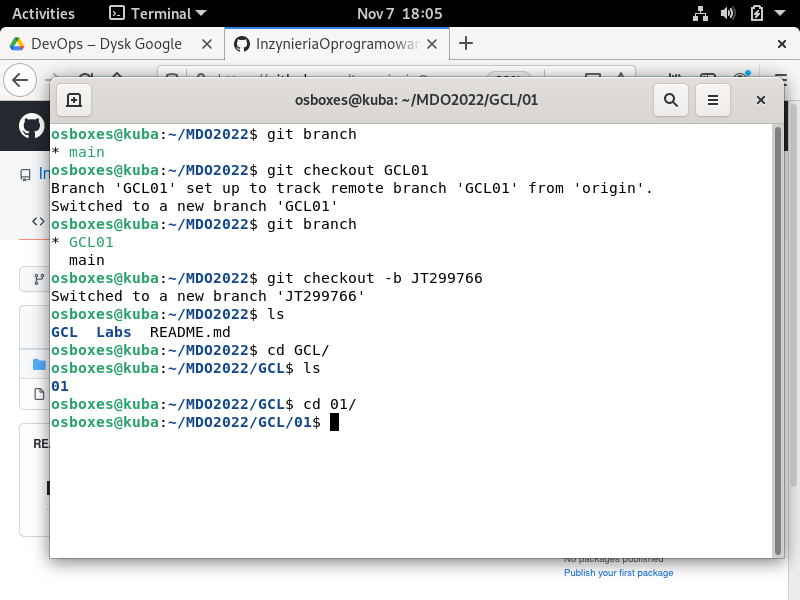 Activities Terminal Nov 7 18:05
DevOps – Dysk Google InzynieriaOprogramowan
osboxes@kuba: ~/MDO2022/GCL/01
osboxes@kuba:~/MDO2022$ git branch
* main
osboxes@kuba:~/MDO2022$ git checkout GCL01
Branch 'GCL01' set up to track remote branch 'GCL01' from 'origin'.
Switched to a new branch 'GCL01'
osboxes@kuba:~/MDO2022$ git branch
* GCL01
main
osboxes@kuba:~/MDO2022$ git checkout -b JT299766
Switched to a new branch 'JT299766'
osboxes@kuba:~/MDO2022$ ls
GCL Labs README.md
osboxes@kuba:~/MDO2022$ cd GCL/
osboxes@kuba:~/MDO2022/GCL$ ls
01
osboxes@kuba:~/MDO2022/GCL$ cd 01/
osboxes@kuba:~/MDO2022/GCL/01$
In
RE
No packages published
Publish your first package